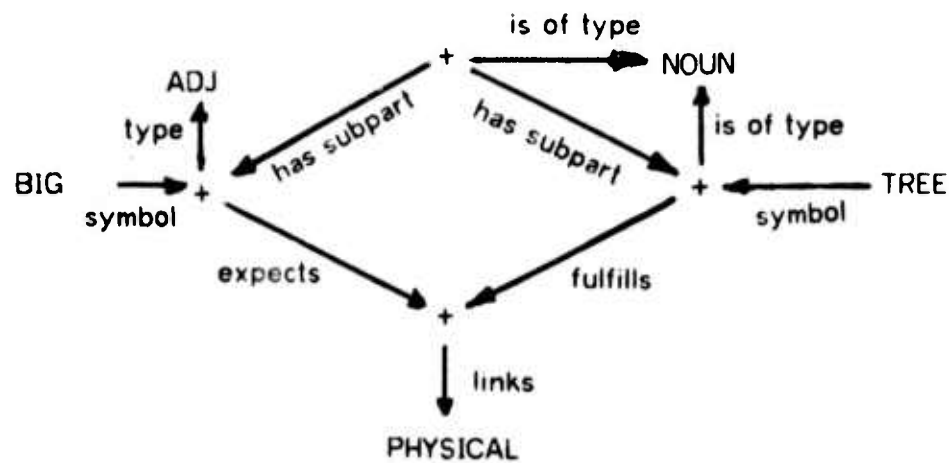 is of type
+
NOUN
ADJ
has subpart
has subpart
type
is of type
BIG
+
+
TREE
symbol
symbol
expects
fulfills
+
links
PHYSICAL